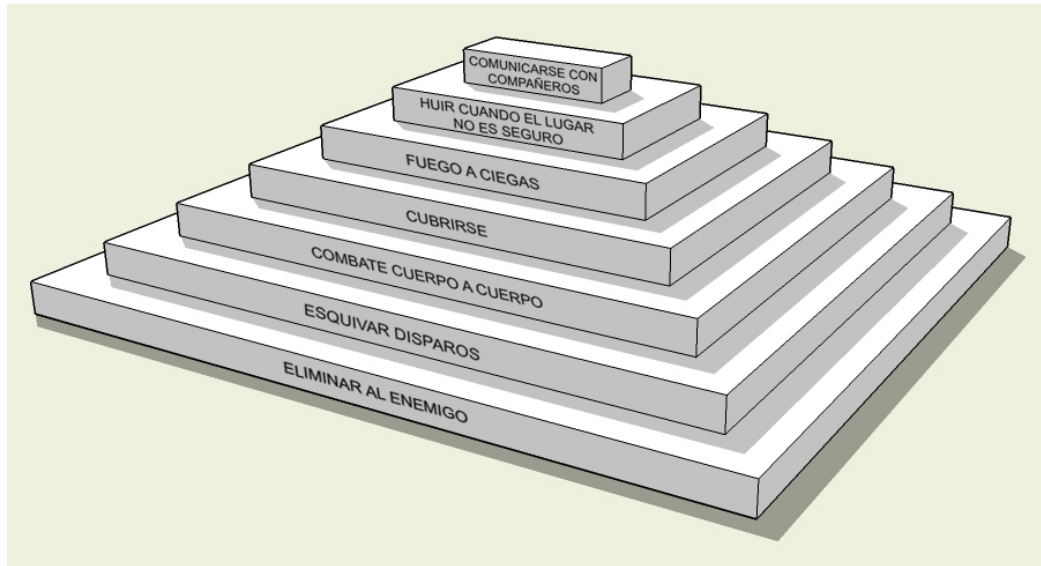 COMUNICARSE CON
COMPAÑEROS
HUIR CUANDO EL LUGAR
NO ES SEGURO
FUEGO A CIEGAS
CUBRIRSE
COMBATE CUERPO A CUERPO
ESQUIVAR DISPAROS
ELIMINAR AL ENEMIGO